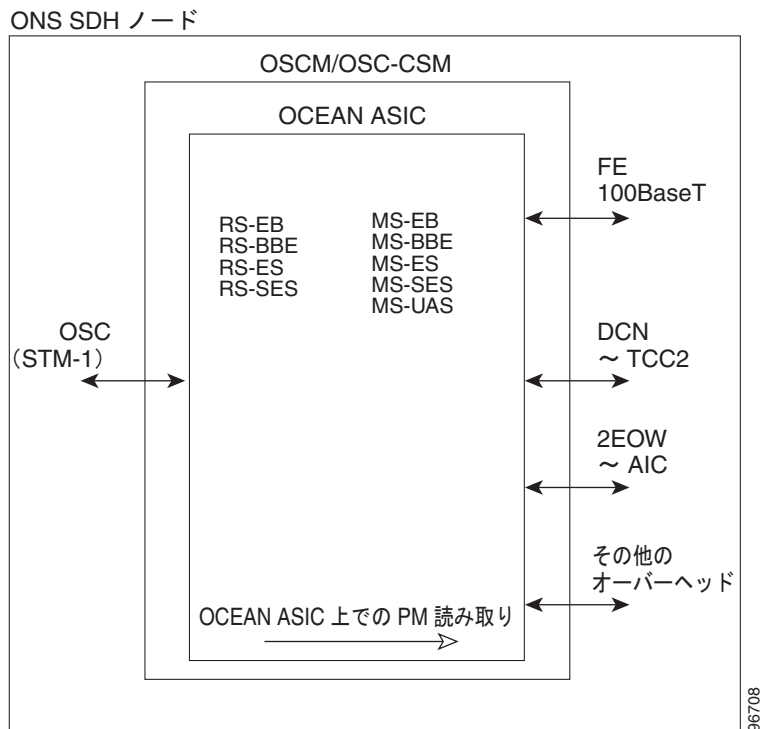 ONS SDH ノード
OSCM/OSC-CSM
OCEAN ASIC
FE
100BaseT
RS-EB
RS-BBE
RS-ES
RS-SES
MS-EB
MS-BBE
MS-ES
MS-SES
MS-UAS
OSC
(STM-1)
DCN
～ TCC2
2EOW
～ AIC
その他の
オーバーヘッド
OCEAN ASIC 上での PM 読み取り
96708